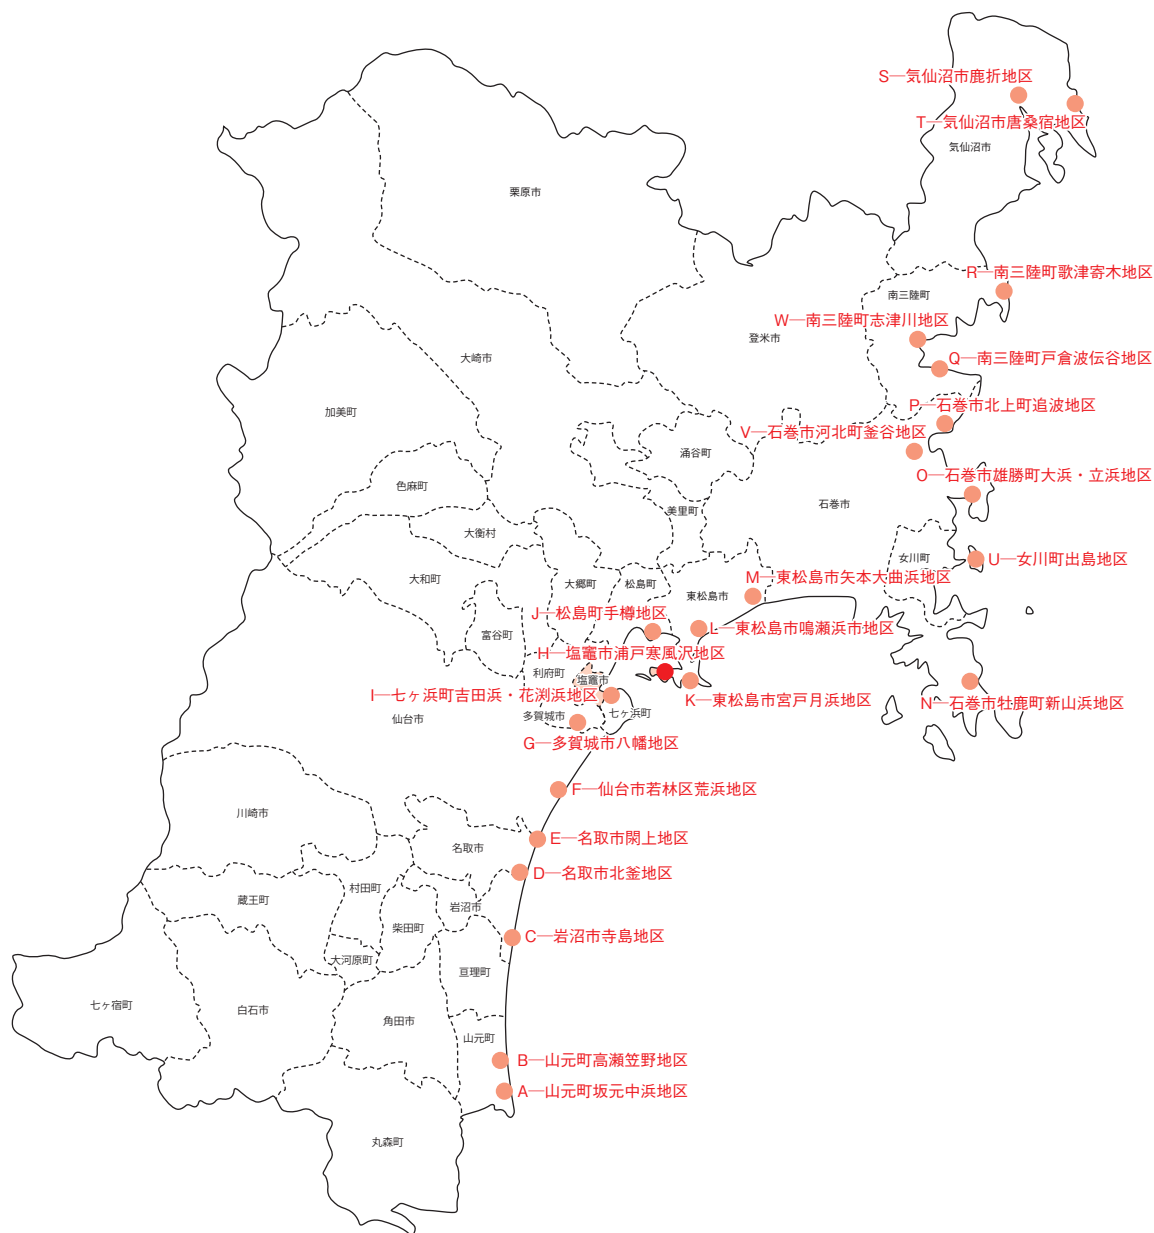 S─気仙沼市鹿折地区
T─気仙沼市唐桑宿地区
気仙沼市
栗原市
R─南三陸町歌津寄木地区
南三陸町
W─南三陸町志津川地区
登米市
大崎市
Q─南三陸町戸倉波伝谷地区
加美町
P─石巻市北上町追波地区
V─石巻市河北町釜谷地区
涌谷町
O─石巻市雄勝町大浜・立浜地区
色麻町
石巻市
美里町
大衡村
女川町
U─女川町出島地区
大和町
大郷町
松島町
M─東松島市矢本大曲浜地区
東松島市
J─松島町手樽地区
L─東松島市鳴瀬浜市地区
富谷町
H─塩竈市浦戸寒風沢地区
利府町
塩竈市
I─七ヶ浜町吉田浜・花渕浜地区
K─東松島市宮戸月浜地区
N─石巻市牡鹿町新山浜地区
仙台市
多賀城市
七ヶ浜町
G─多賀城市八幡地区
F─仙台市若林区荒浜地区
川崎市
E─名取市閖上地区
名取市
D─名取市北釜地区
村田町
蔵王町
岩沼市
柴田町
C─岩沼市寺島地区
大河原町
亘理町
七ヶ宿町
白石市
角田市
山元町
B─山元町高瀬笠野地区
A─山元町坂元中浜地区
丸森町